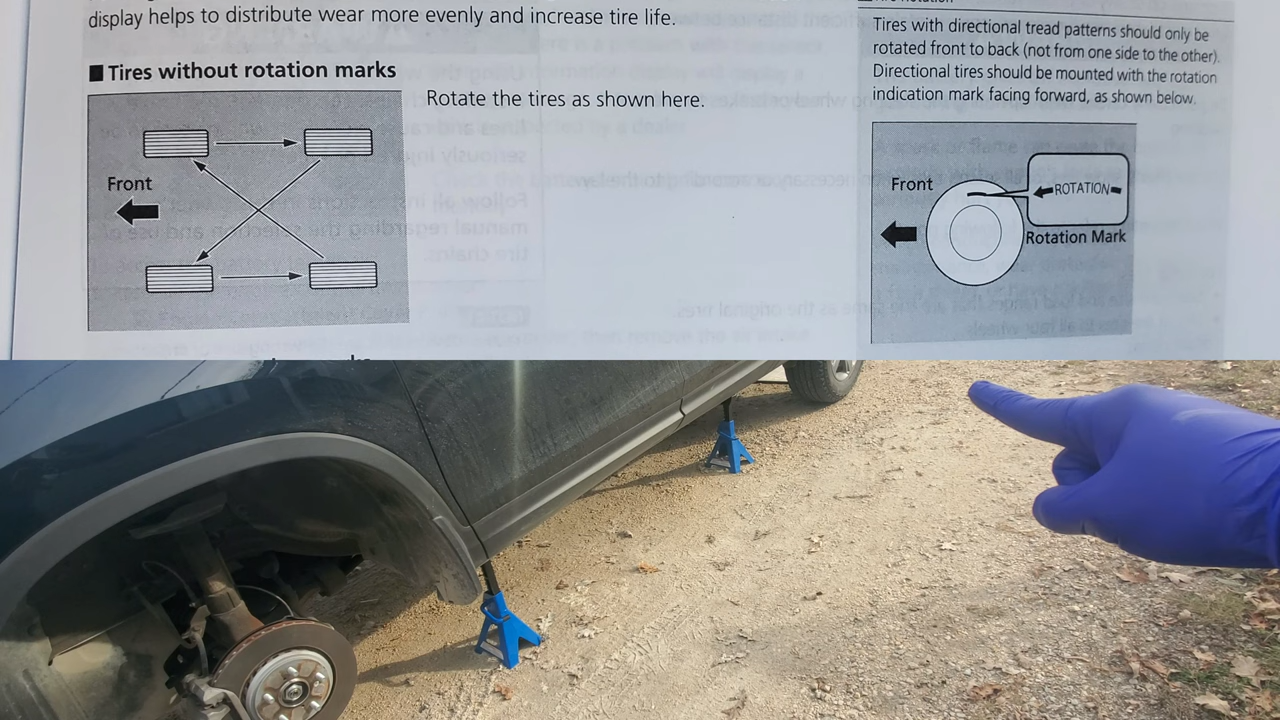 display helps to distribute wear more evenly and increase tire life.
■ Tires without rotation marks
Rotate the tires as shown here.
Front
Tires with directional tread patterns should only be
rotated front to back (not from one side to the other).
Directional tires should be mounted with the rotation
indication mark facing forward, as shown below.
Front
ROTATION
Rotation Mark